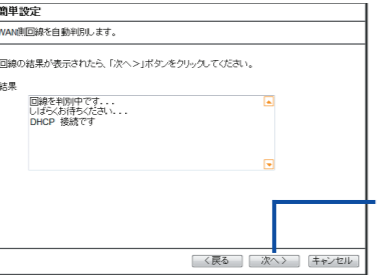 簡単設定
WAN側回線を自動判別します。
回線の結果が表示されたら、「次へ>」ボタンをクリックしてください。
結果
回線を判別中です...
しばらくお待ちください...
DHCP 接続です
<戻る 次へ> キャンセル